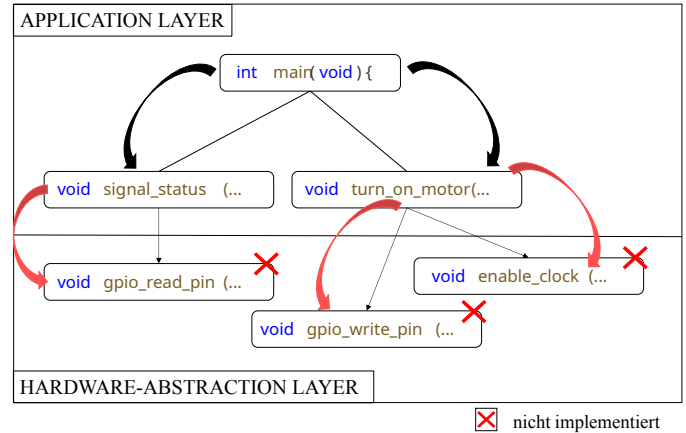 APPLICATION LAYER
int main(void) {
void signal_status (...
void turn_on_motor(...
void gpio_read_pin (...
void enable_clock (...
void gpio_write_pin (...
HARDWARE-ABSTRACTION LAYER
nicht implementiert